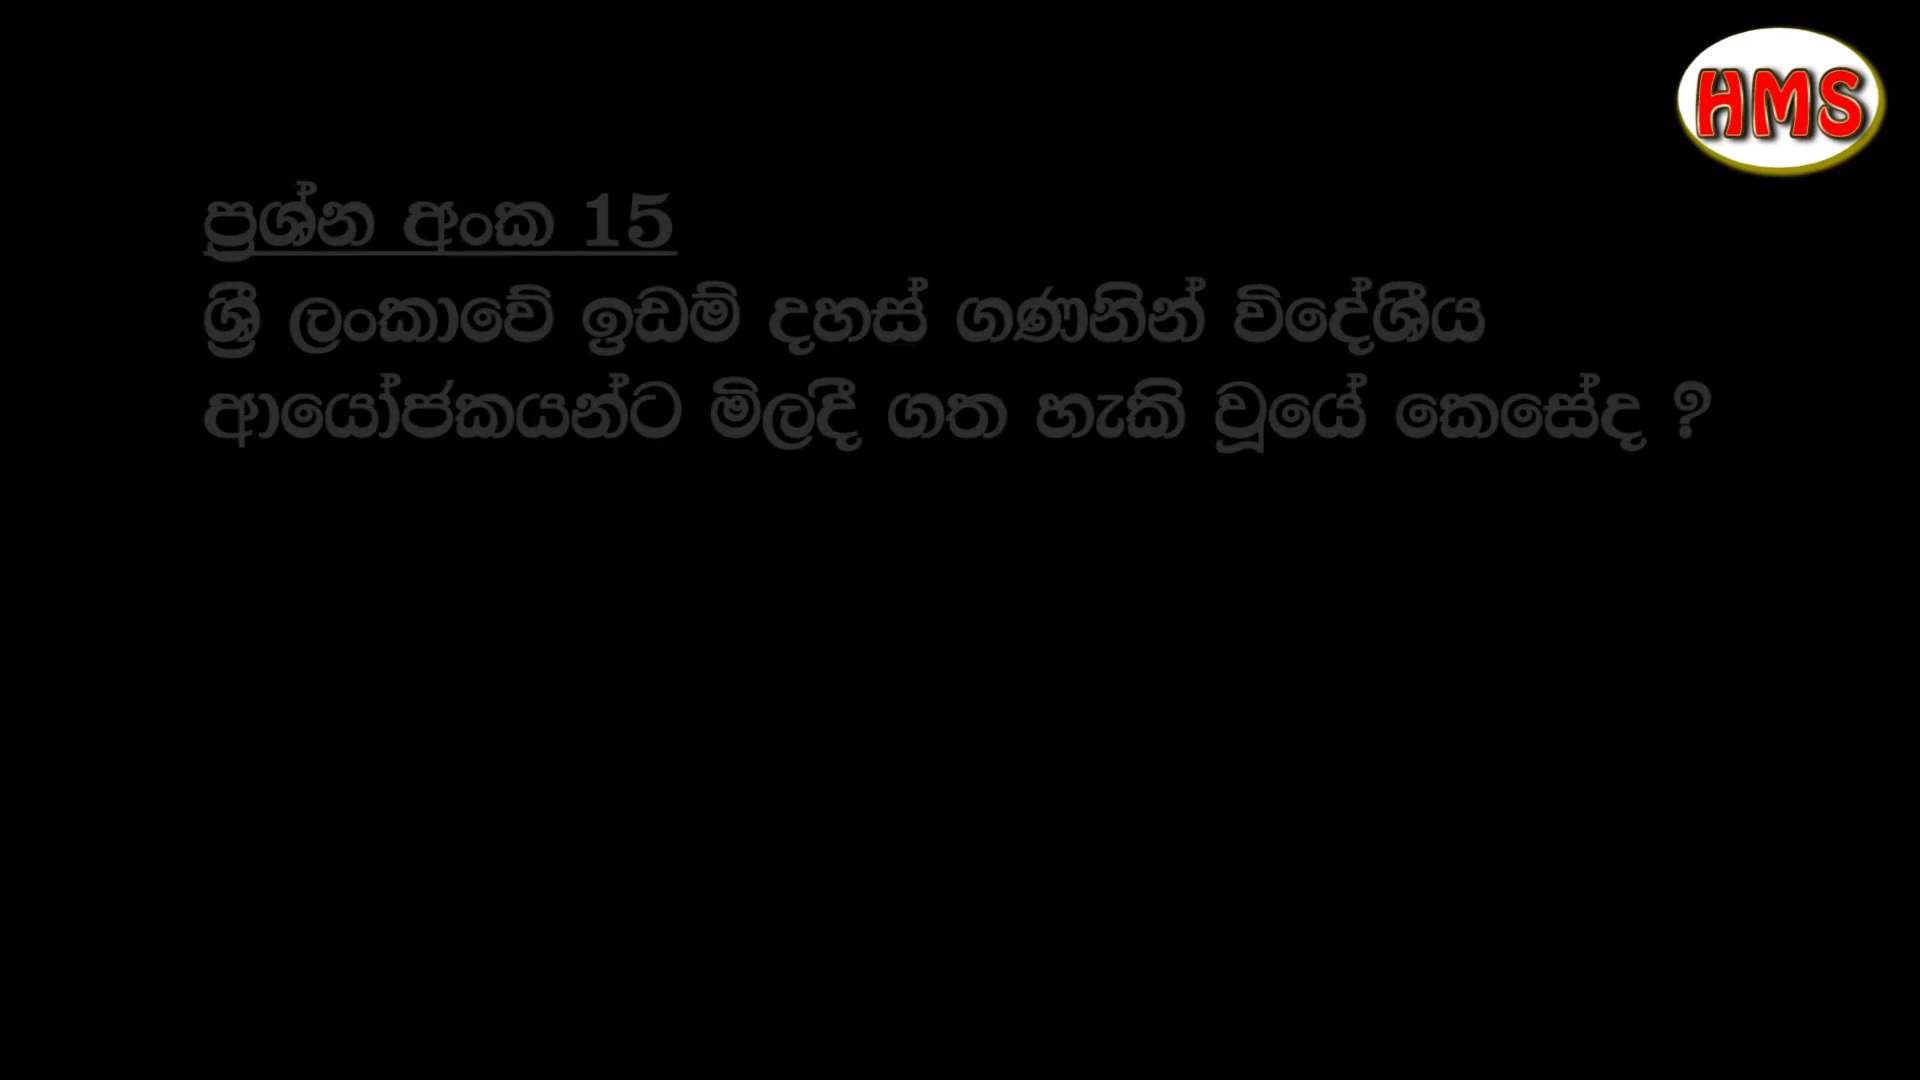 HMS
ප්‍රශ්න අංක 15
ශ්‍රී ලංකාවේ ඉඩම් දහස් ගණනින් විදේශීය
ආයෝජකයන්ට මිලදී ගත හැකි වූයේ කෙසේද ?